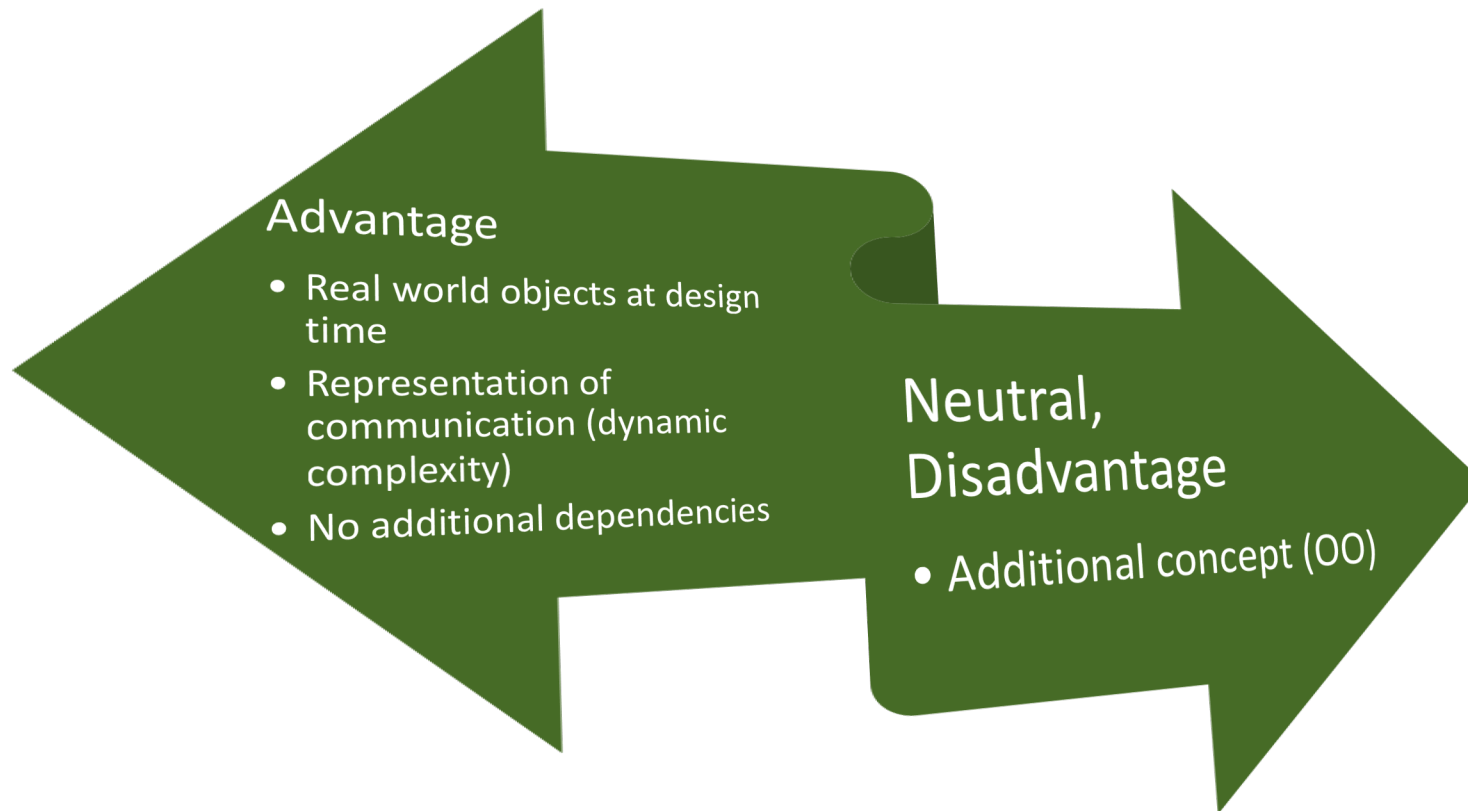 Advantage
• Real world objects at design
time
• Representation of
communication (dynamic
complexity)
• No additional dependencies
Neutral,
Disadvantage
• Additional concept (OO)